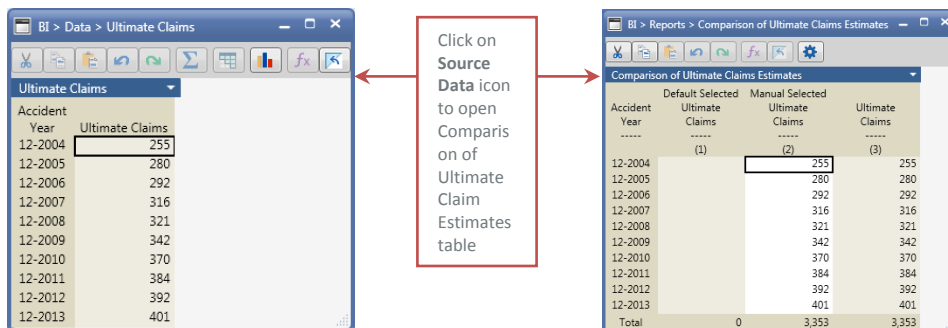 BI > Data > Ultimate Claims
Ultimate Claims
Accident
Year Ultimate Claims
12-2004 255
12-2005 280
12-2006 292
12-2007 316
12-2008 321
12-2009 342
12-2010 370
12-2011 384
12-2012 392
12-2013 401
Click on
Source
Data icon
to open
Comparis
on of
Ultimate
Claim
Estimates
table
BI > Reports > Comparison of Ultimate Claims Estimates
fx
Comparison of Ultimate Claims Estimates
Default Selected Manual Selected
Accident Ultimate Ultimate Ultimate
Year Claims Claims Claims
----- ----- ----- -----
(1) (2) (3)
12-2004 255 255
12-2005 280 280
12-2006 292 292
12-2007 316 316
12-2008 321 321
12-2009 342 342
12-2010 370 370
12-2011 384 384
12-2012 392 392
12-2013 401 401
Total 0 3,353 3,353